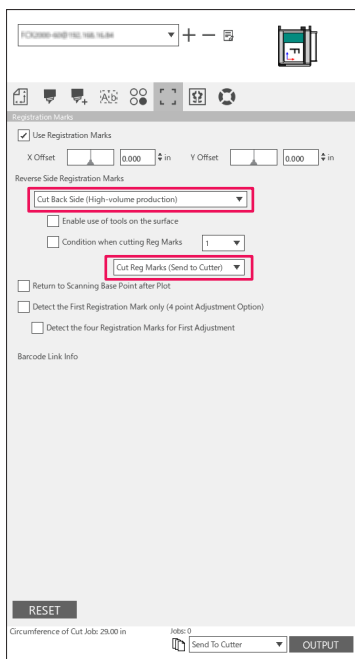 Registration Marks
Use Registration Marks
X Offset 0.000 in Y Offset 0.000 in
Reverse Side Registration Marks
Cut Back Side (High-volume production)
Enable use of tools on the surface
Condition when cutting Reg Marks 1
Cut Reg Marks (Send to Cutter)
Return to Scanning Base Point after Plot
Detect the First Registration Mark only (4 point Adjustment Option)
Detect the four Registration Marks for First Adjustment
Barcode Link Info
RESET
Circumference of Cut Job: 29.00 in Jobs: 0
Send To Cutter OUTPUT